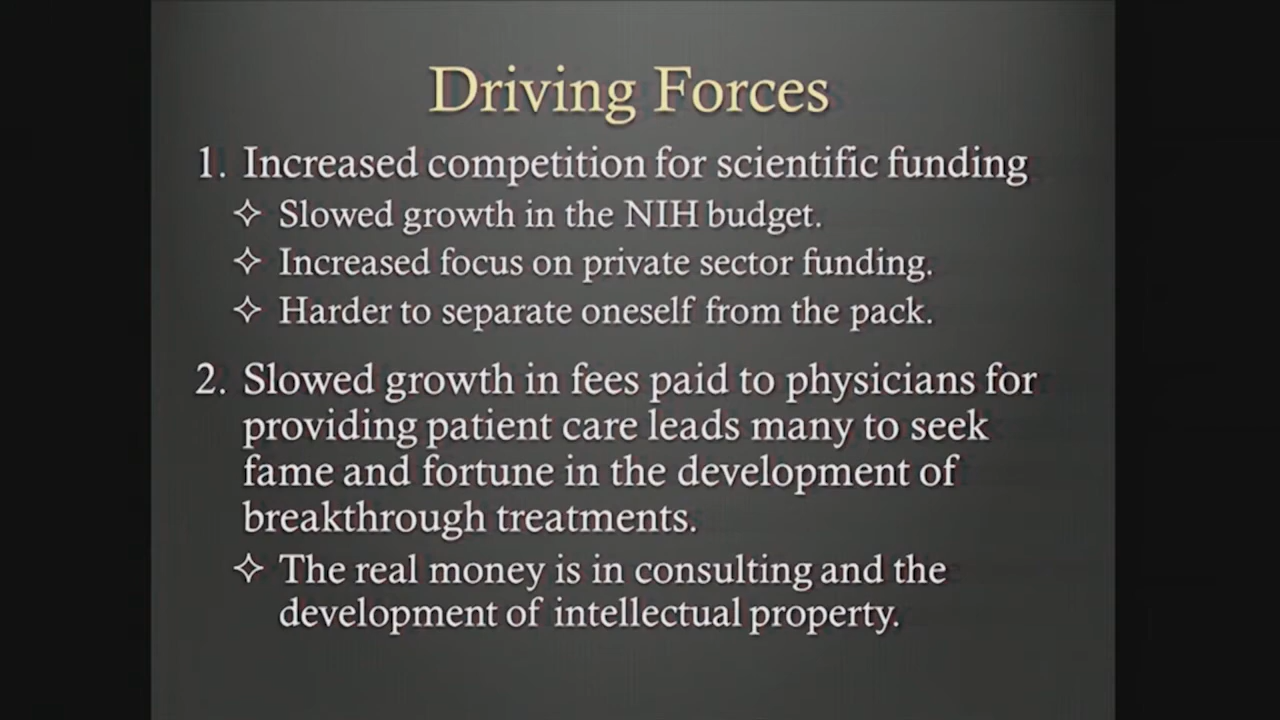 Driving Forces
1. Increased competition for scientific funding
✧ Slowed growth in the NIH budget.
✧ Increased focus on private sector funding.
✧ Harder to separate oneself from the pack.
2. Slowed growth in fees paid to physicians for
providing patient care leads many to seek
fame and fortune in the development of
breakthrough treatments.
✧ The real money is in consulting and the
development of intellectual property.